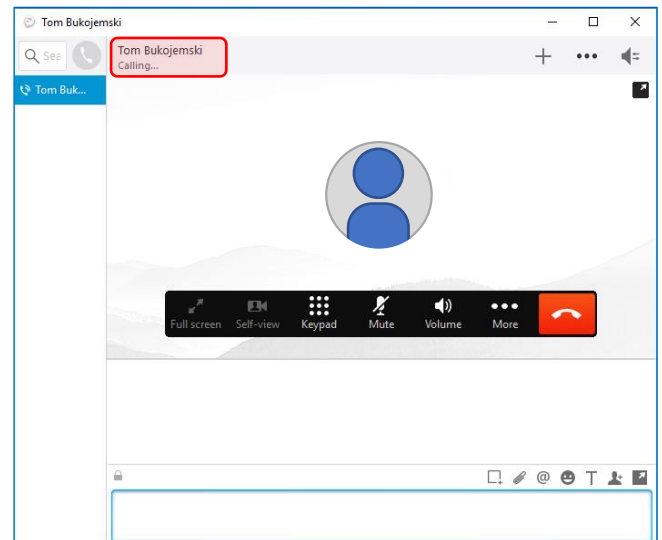 Tom Bukojemski
Sea
Tom Bukojemski
Calling...
Tom Buk...
Full screen Self-view Keypad Mute Volume More
@ T